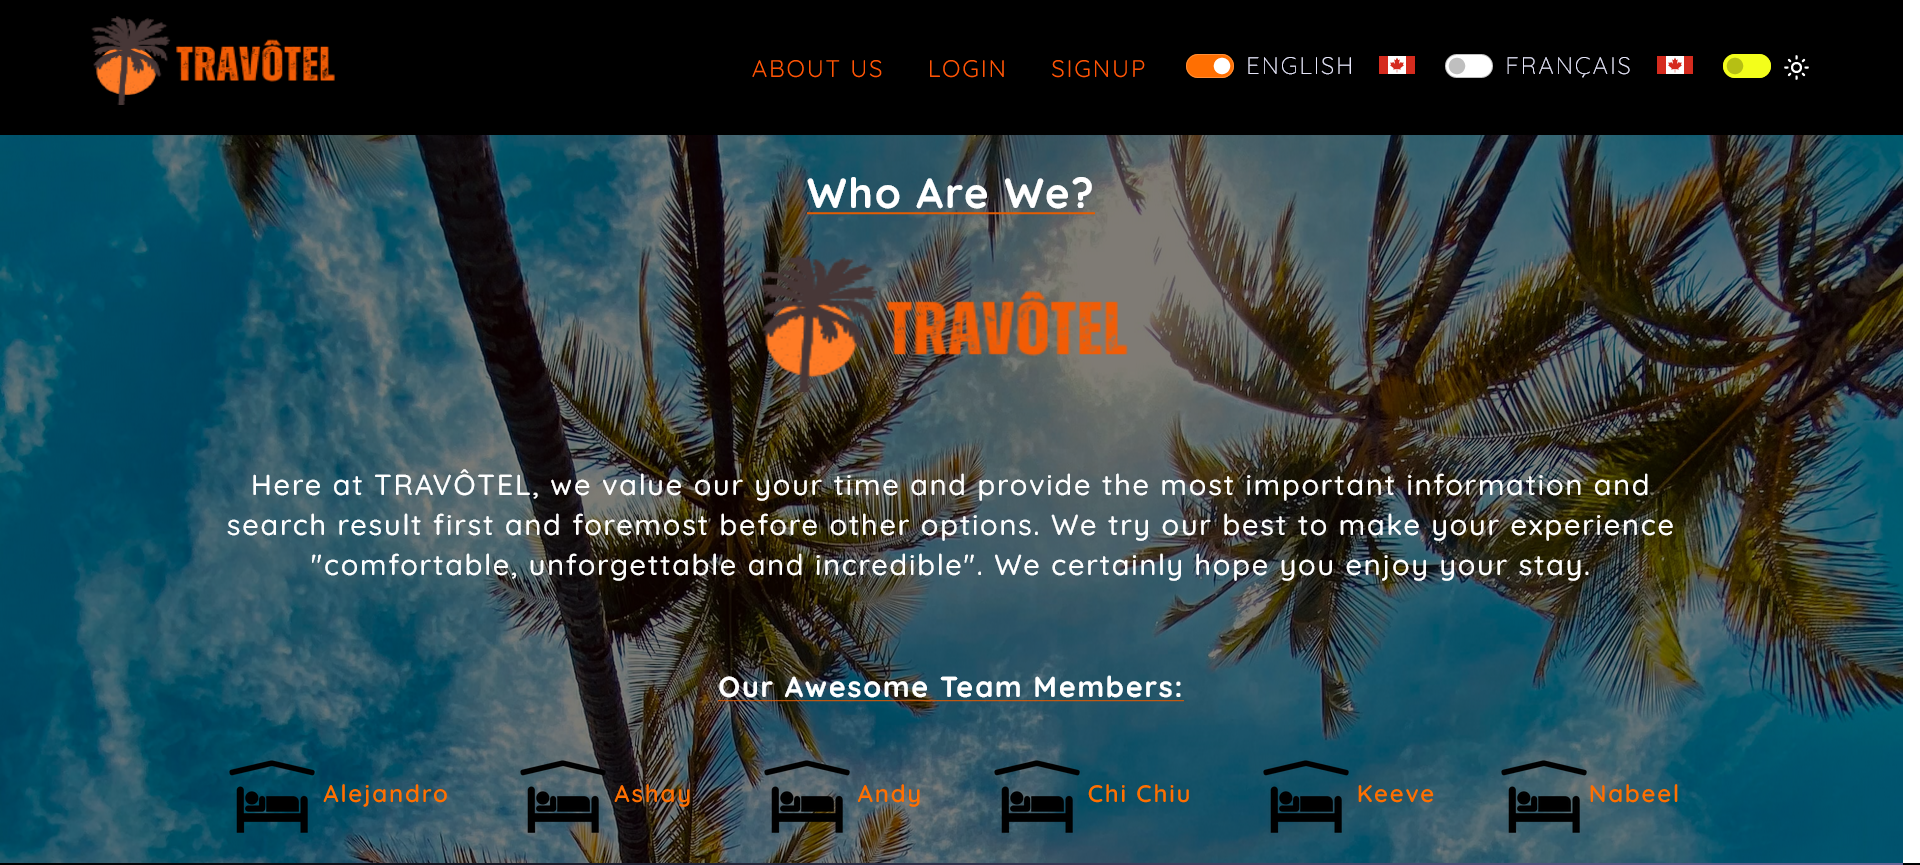 TRAVÔTEL
ABOUT US LOGIN SIGNUP ENGLISH FRANÇAIS
Who Are We?
TRAVÔTEL
Here at TRAVÔTEL, we value our your time and provide the most important information and
search result first and foremost before other options. We try our best to make your experience
"comfortable, unforgettable and incredible". We certainly hope you enjoy your stay.
Our Awesome Team Members:
Alejandro Ashay Andy Chi Chiu Keeve Nabeel